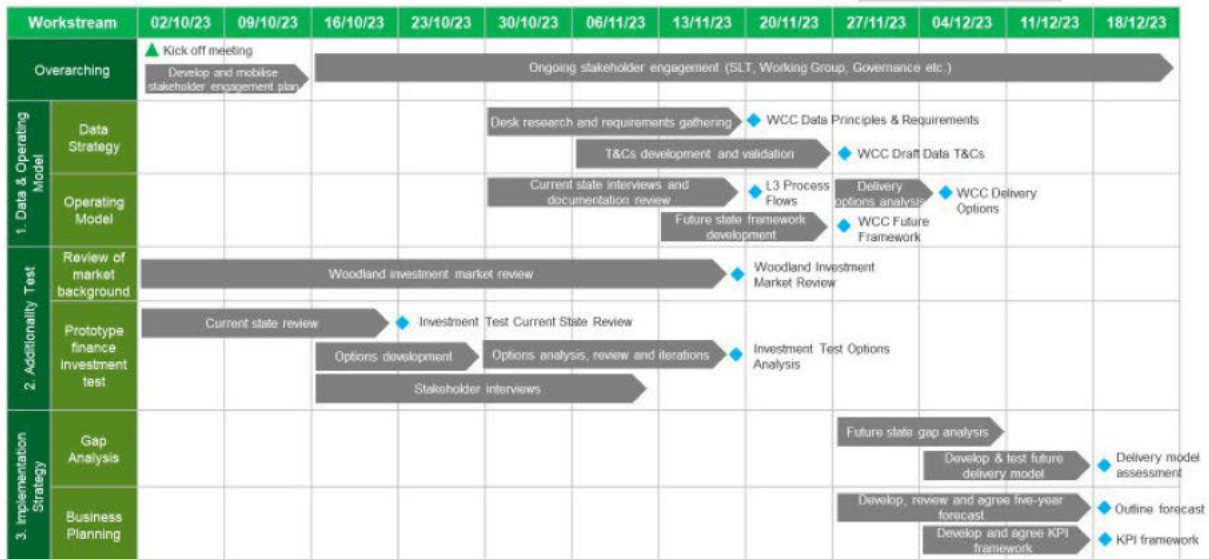 Workstream
02/10/23
09/10/23
16/10/23
23/10/23
30/10/23
06/11/23
13/11/23
20/11/23
27/11/23
04/12/23
11/12/23
18/12/23
Overarching
Kick off meeting
Develop and mobilise
stakeholder engagement plan
Ongoing stakeholder engagement (SLT, Working Group, Governance etc.)
1. Data & Operating
Model
Data
Strategy
Desk research and requirements gathering
WCC Data Principles & Requirements
T&Cs development and validation
WCC Draft Data T&Cs
Operating
Model
Current state interviews and
documentation review
L3 Process
Flows
Delivery
options analysis
WCC Delivery
Options
Future state framework
development
WCC Future
Framework
2. Additionality Test
Review of
market
background
Woodland investment market review
Woodland Investment
Market Review
Prototype
finance
investment
test
Current state review
Investment Test Current State Review
Options development
Options analysis, review and iterations
Investment Test Options
Analysis
Stakeholder interviews
3. Implementation
Strategy
Gap
Analysis
Future state gap analysis
Develop & test future
delivery model
Delivery model
assessment
Business
Planning
Develop, review and agree five-year
forecast
Outline forecast
Develop and agree KPI
framework
KPI framework